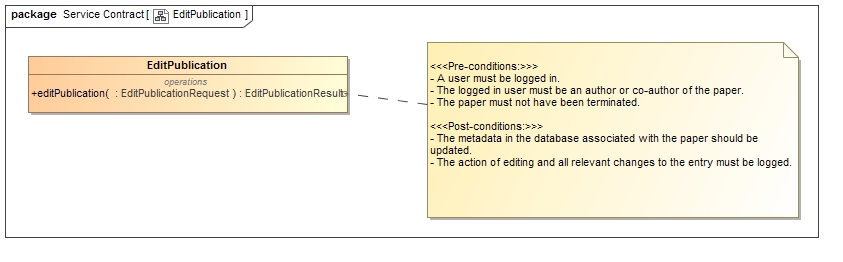 package Service Contract [ EditPublication ]
EditPublication
operations
+editPublication( : EditPublicationRequest ) : EditPublicationResult
<<<Pre-conditions:>>>
- A user must be logged in.
- The logged in user must be an author or co-author of the paper.
- The paper must not have been terminated.
<<<Post-conditions:>>>
- The metadata in the database associated with the paper should be
updated.
- The action of editing and all relevant changes to the entry must be logged.